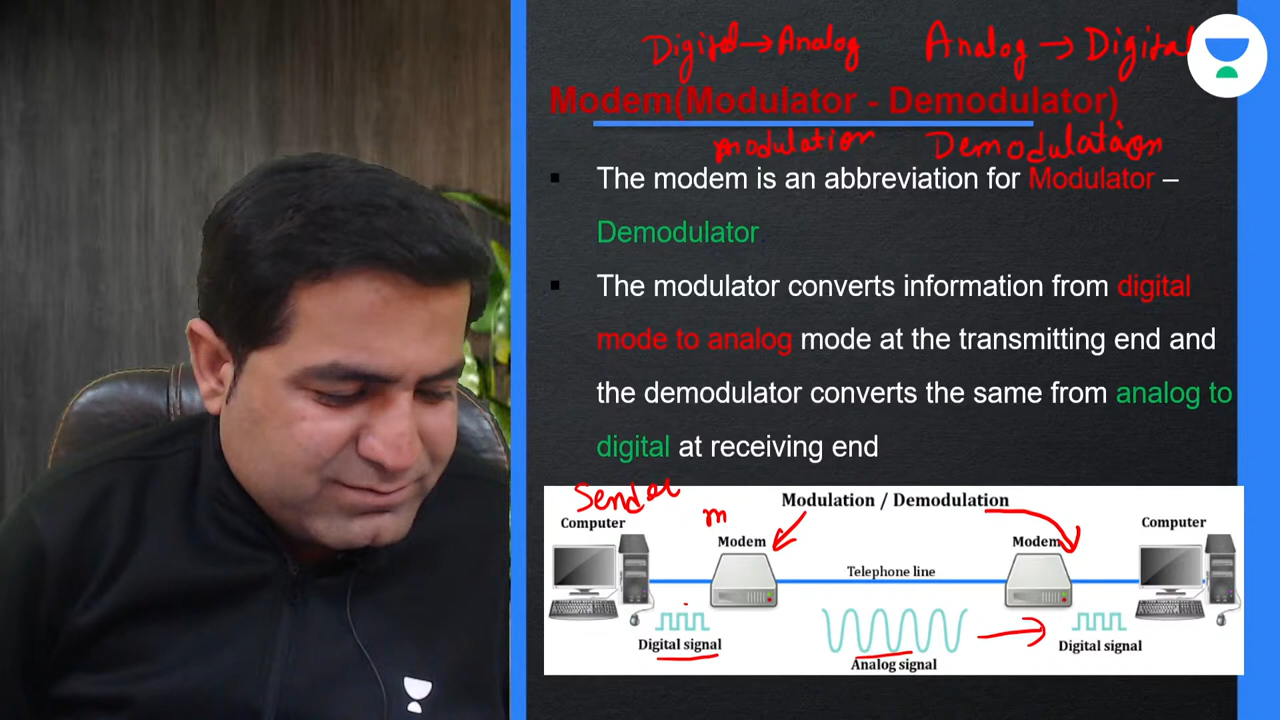 Digital → Analog Analog → Digital
Modem(Modulator - Demodulator)
modulation Demodulation
▪ The modem is an abbreviation for Modulator –
Demodulator
▪ The modulator converts information from digital
mode to analog mode at the transmitting end and
the demodulator converts the same from analog to
digital at receiving end
Sender
Modulation / Demodulation
m
Computer
Computer
Modem
Modem
Telephone line
Digital signal
Analog signal
Digital signal